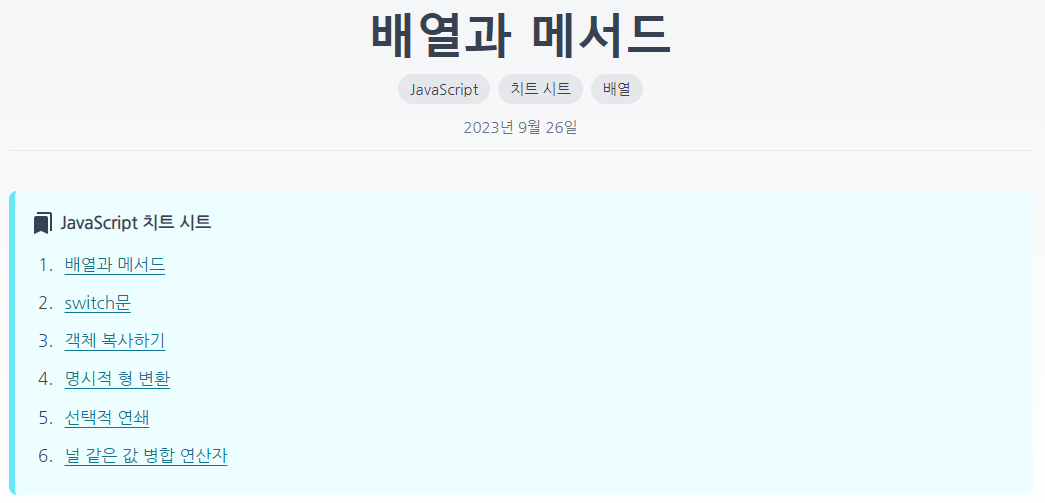 배열과 메서드
JavaScript 치트 시트 배열
2023년 9월 26일
JavaScript 치트 시트
1. 배열과 메서드
2. switch문
3. 객체 복사하기
4. 명시적 형 변환
5. 선택적 연쇄
6. 널 같은 값 병합 연산자